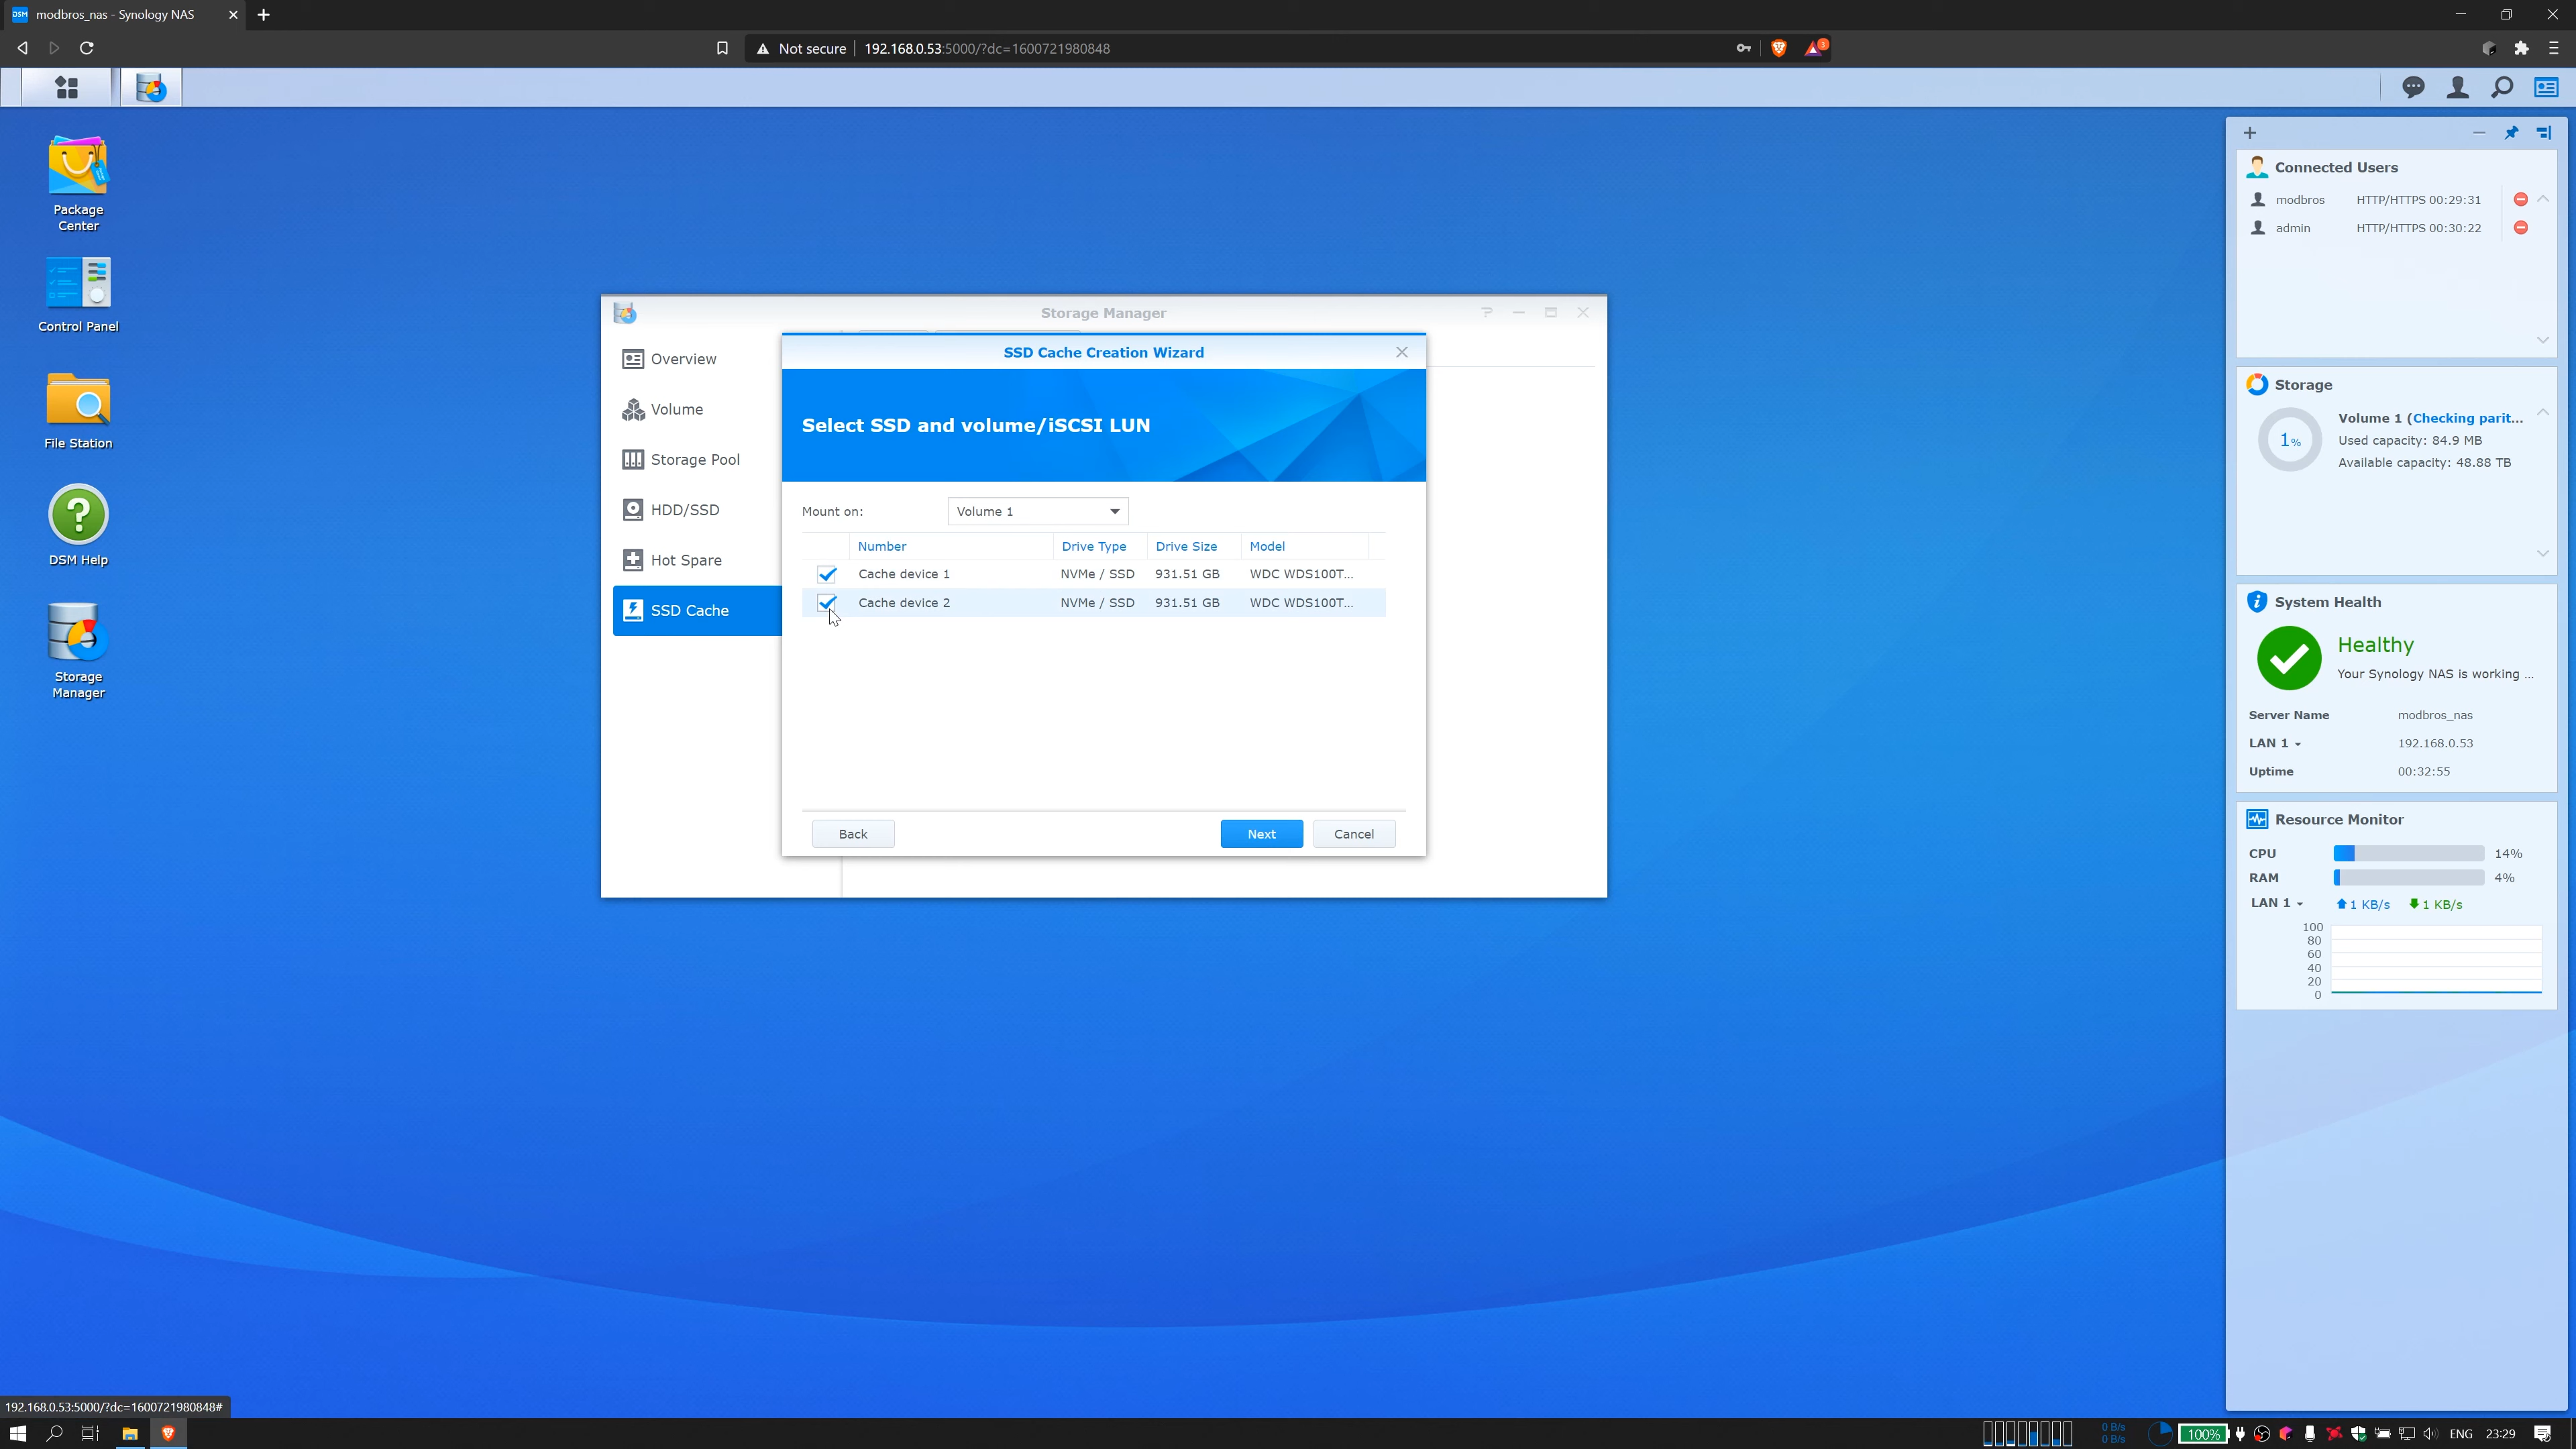 modbros_nas - Synology NAS
Not secure 192.168.0.53:5000/?dc=1600721980848
3
Package
Center
Control Panel
File Station
DSM Help
Storage
Manager
Storage Manager
Overview
Volume
Storage Pool
HDD/SSD
Hot Spare
SSD Cache
SSD Cache Creation Wizard
Select SSD and volume/iSCSI LUN
Mount on: Volume 1
Number Drive Type Drive Size Model
Cache device 1 NVMe / SSD 931.51 GB WDC WDS100T...
Cache device 2 NVMe / SSD 931.51 GB WDC WDS100T...
Back Next Cancel
Connected Users
modbros HTTP/HTTPS 00:29:31
admin HTTP/HTTPS 00:30:22
Storage
1%
Volume 1 (Checking parit...
Used capacity: 84.9 MB
Available capacity: 48.88 TB
System Health
Healthy
Your Synology NAS is working ...
Server Name modbros_nas
LAN 1 192.168.0.53
Uptime 00:32:55
Resource Monitor
CPU 14%
RAM 4%
LAN 1 1 KB/s 1 KB/s
100
80
60
40
20
0
192.168.0.53:5000/?dc=1600721980848#
0 B/s
0 B/s
100%
ENG 23:29